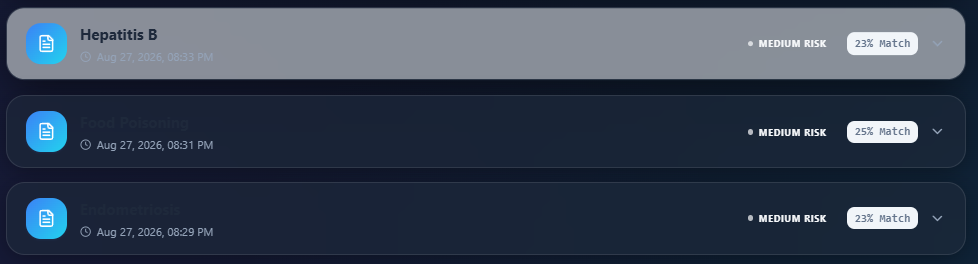 Hepatitis B
Aug 27, 2026, 08:33 PM
MEDIUM RISK
23% Match
Food Poisoning
Aug 27, 2026, 08:31 PM
MEDIUM RISK
25% Match
Endometriosis
Aug 27, 2026, 08:29 PM
MEDIUM RISK
23% Match